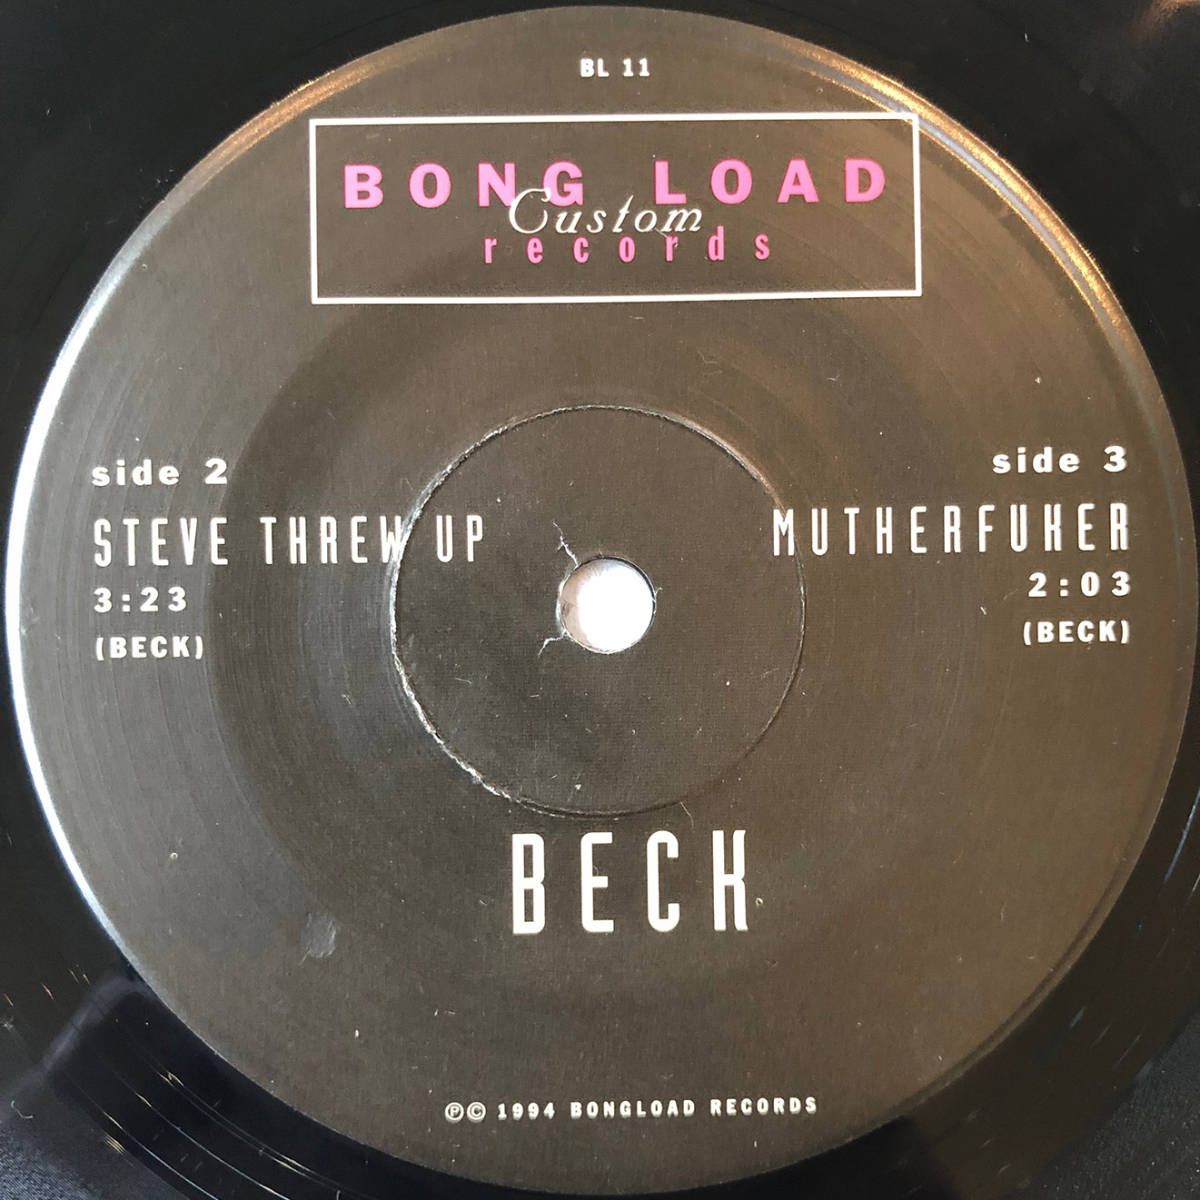 BL 11
BONG LOAD
Custom
records
side 2
STEVE THREW UP
3:23
(BECK)
side 3
MUTHERFUKER
2:03
(BECK)
BECK
℗© 1994 BONGLOAD RECORDS